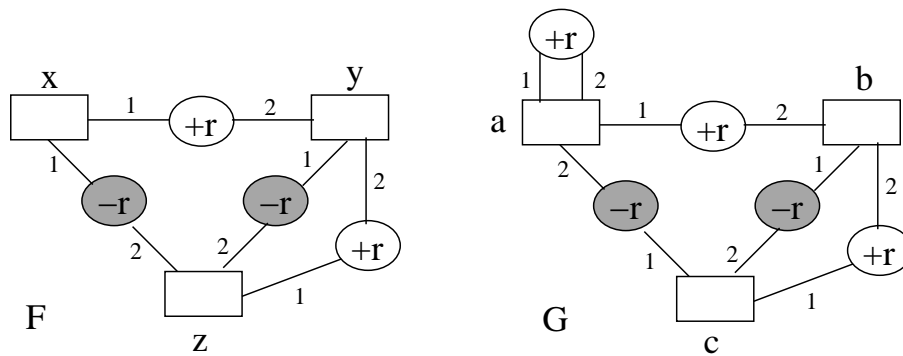 +r
1 2
x y b
1 2 a 1 2
+r +r
1 1 2 2 1 2
−r −r −r −r
2 2 +r 1 2 +r
1 1
F G
z c